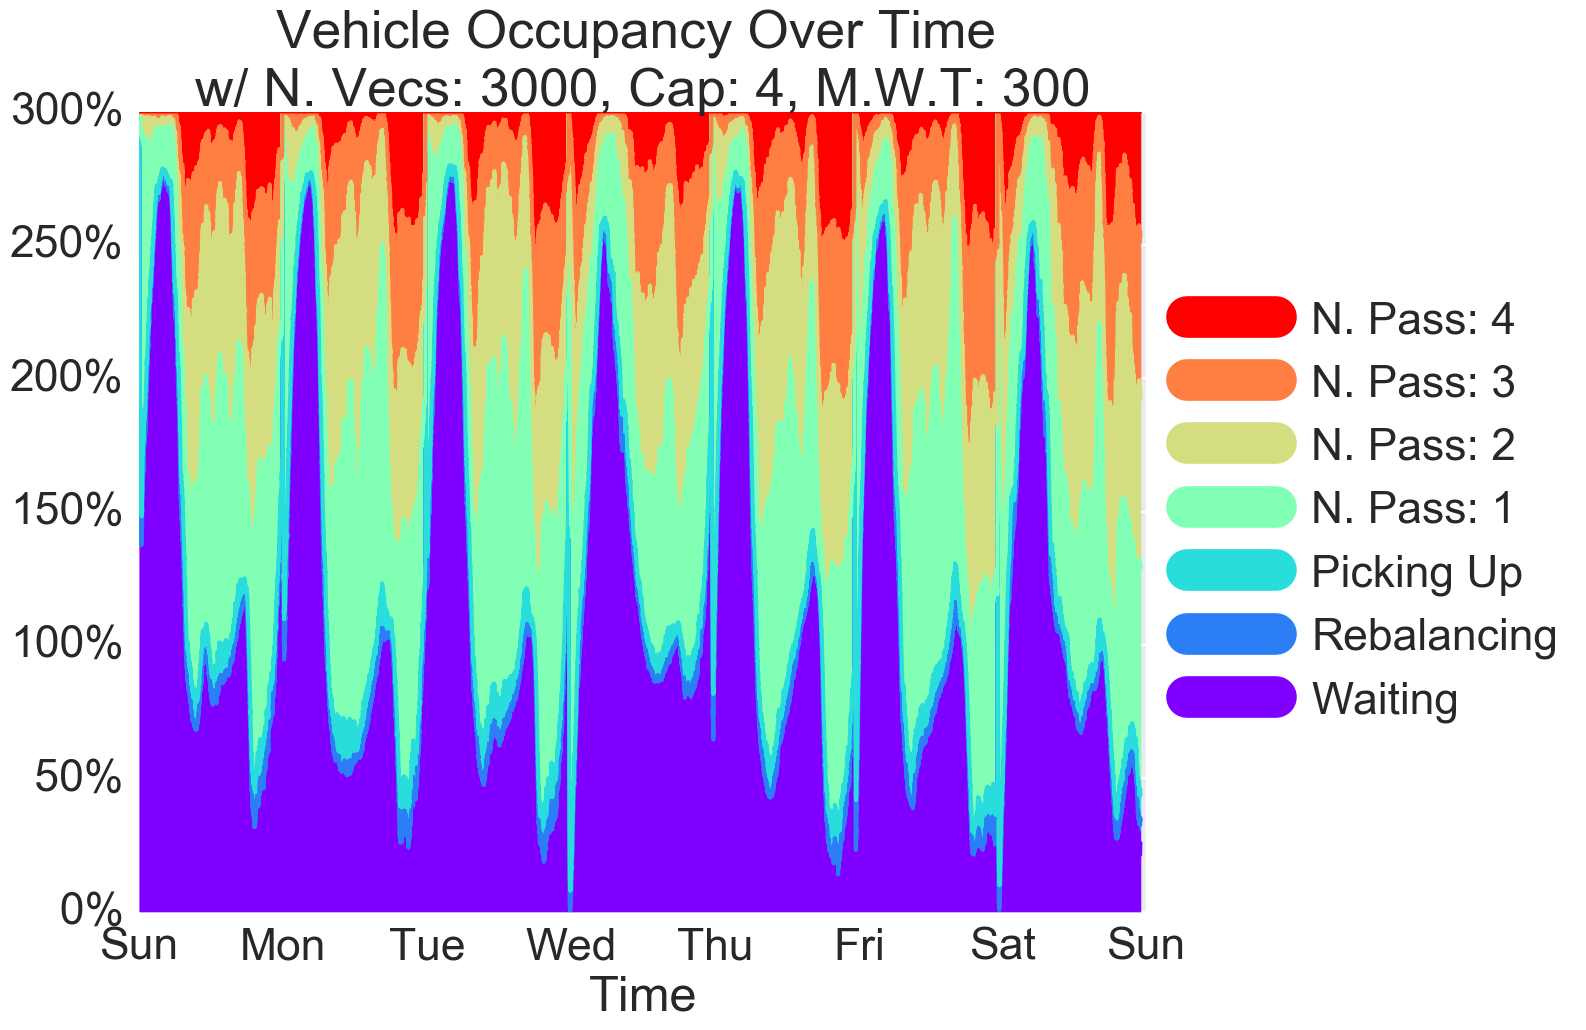 Vehicle Occupancy Over Time
w/ N. Vecs: 3000, Cap: 4, M.W.T: 300
300%
250%
200%
150%
100%
50%
0%
Sun Mon Tue Wed Thu Fri Sat Sun
Time
N. Pass: 4
N. Pass: 3
N. Pass: 2
N. Pass: 1
Picking Up
Rebalancing
Waiting